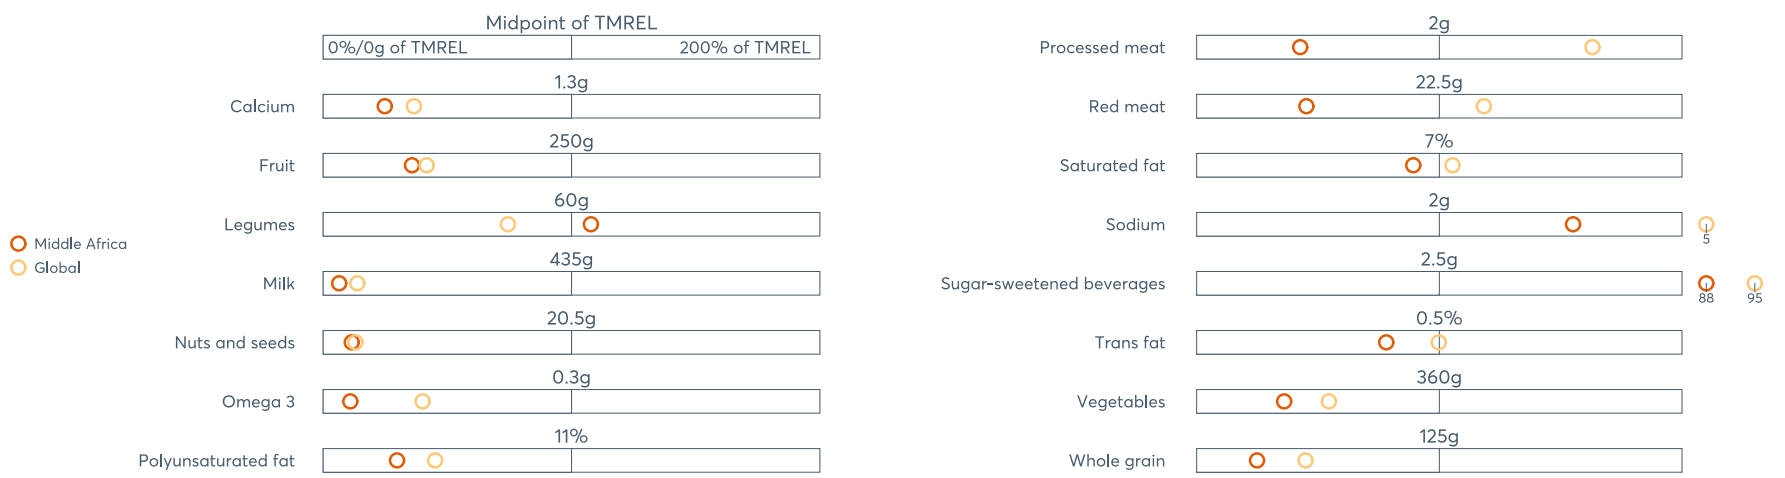 Midpoint of TMREL
0%/0g of TMREL 200% of TMREL
1.3g
Calcium
250g
Fruit
60g
Legumes
435g
Milk
20.5g
Nuts and seeds
0.3g
Omega 3
11%
Polyunsaturated fat
Middle Africa
Global
2g
Processed meat
22.5g
Red meat
7%
Saturated fat
2g
Sodium
5
2.5g
Sugar-sweetened beverages
88 95
0.5%
Trans fat
360g
Vegetables
125g
Whole grain